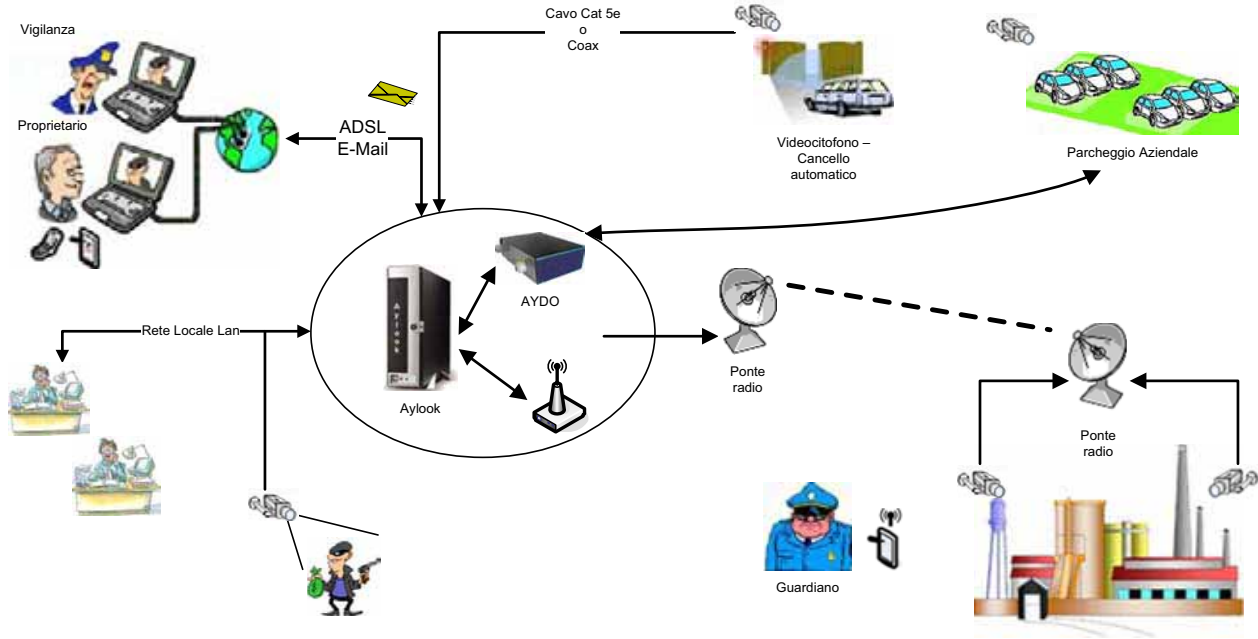 Vigilanza
Cavo Cat 5e
o
Coax
Proprietario
ADSL
E-Mail
Videocitofono –
Cancello
automatico
Parcheggio Aziendale
AYDO
Aylook
Rete Locale Lan
Aylook
Ponte
radio
Ponte
radio
Guardiano